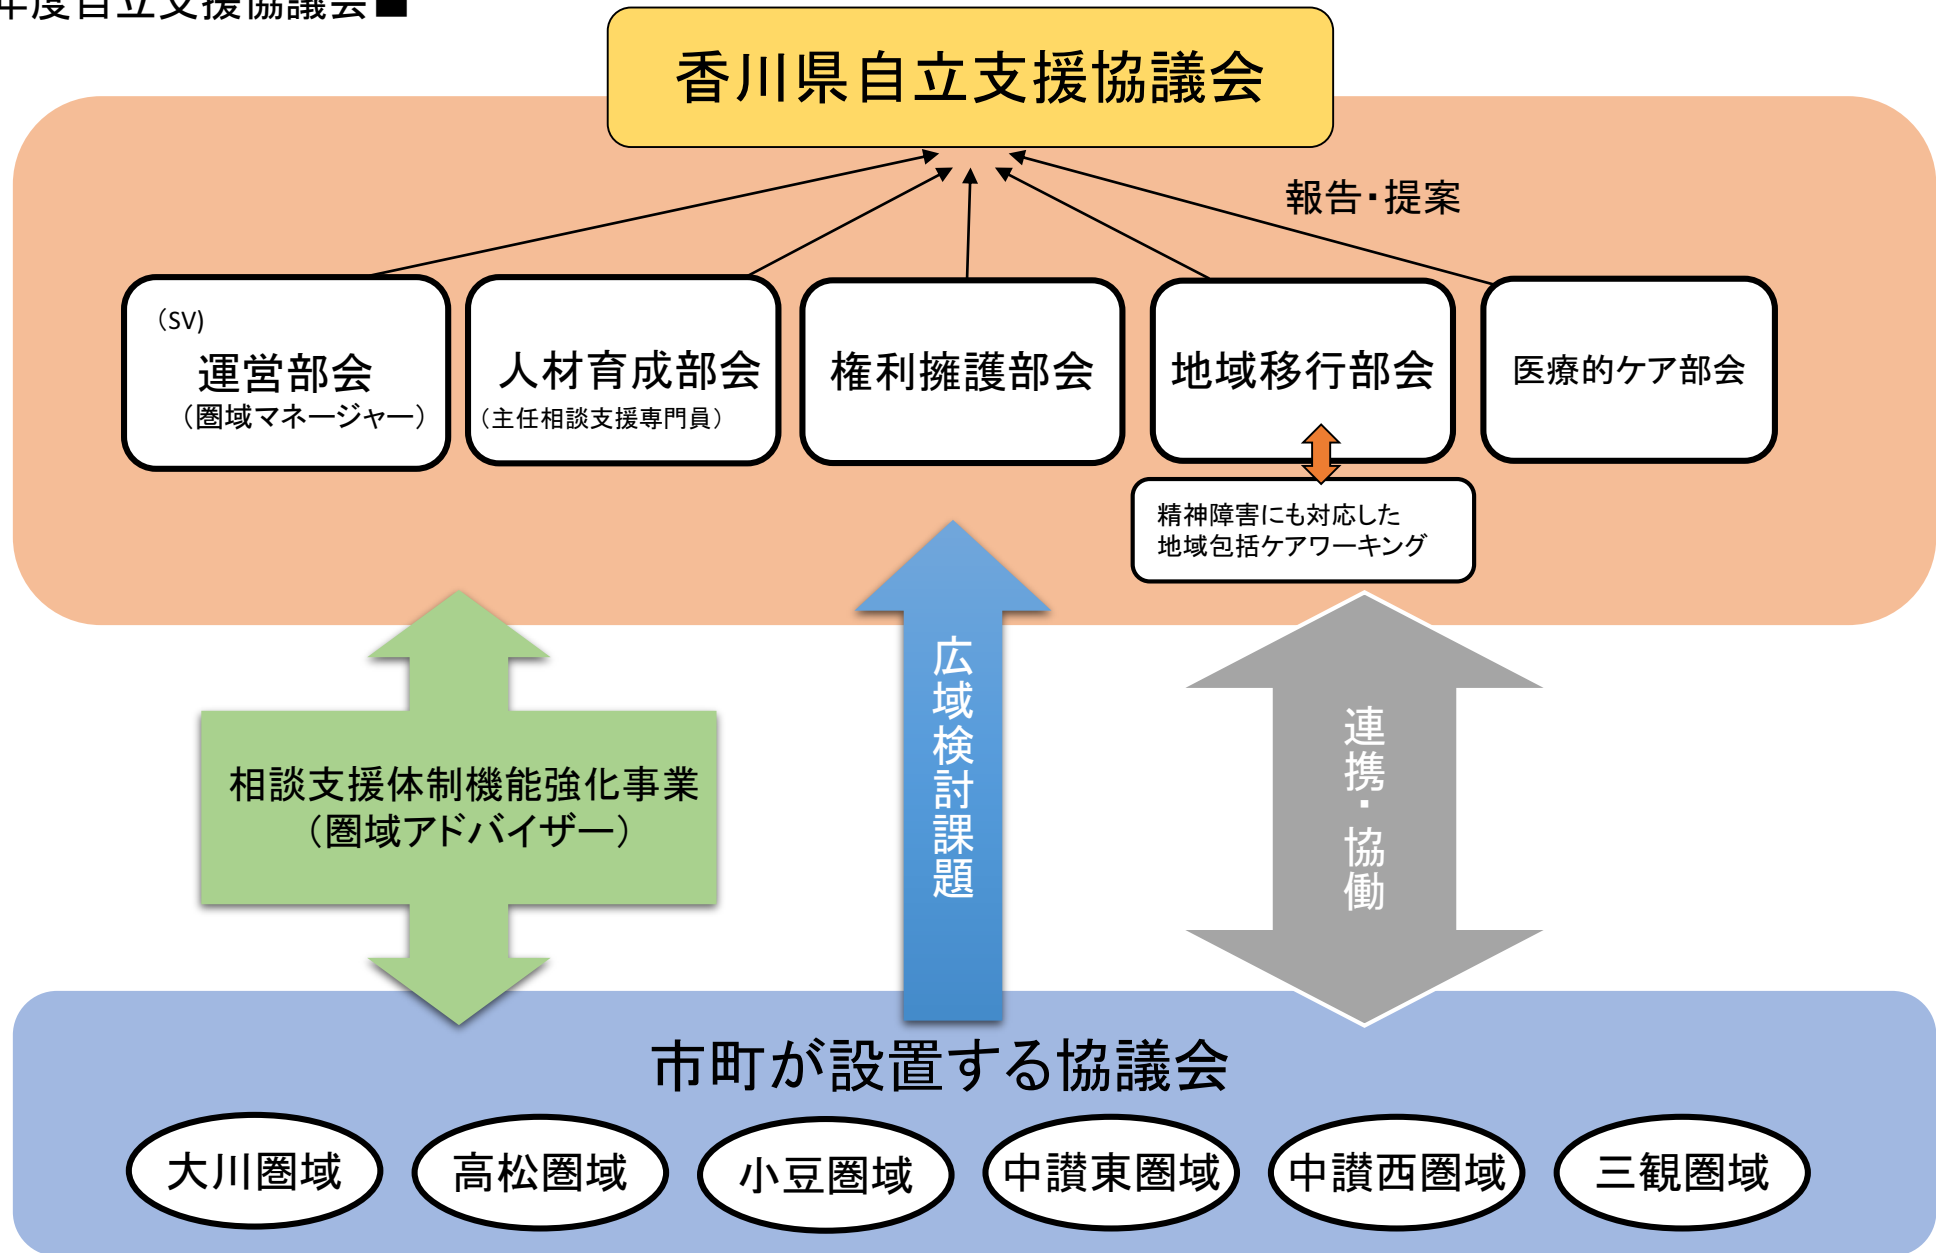 年度自立支援協議会■
香川県自立支援協議会
報告・提案
（SV)
運営部会
（圏域マネージャー）
人材育成部会
（主任相談支援専門員）
権利擁護部会
地域移行部会
医療的ケア部会
精神障害にも対応した
地域包括ケアワーキング
相談支援体制機能強化事業
（圏域アドバイザー）
広域検討課題
連携・協働
市町が設置する協議会
大川圏域
高松圏域
小豆圏域
中讃東圏域
中讃西圏域
三観圏域